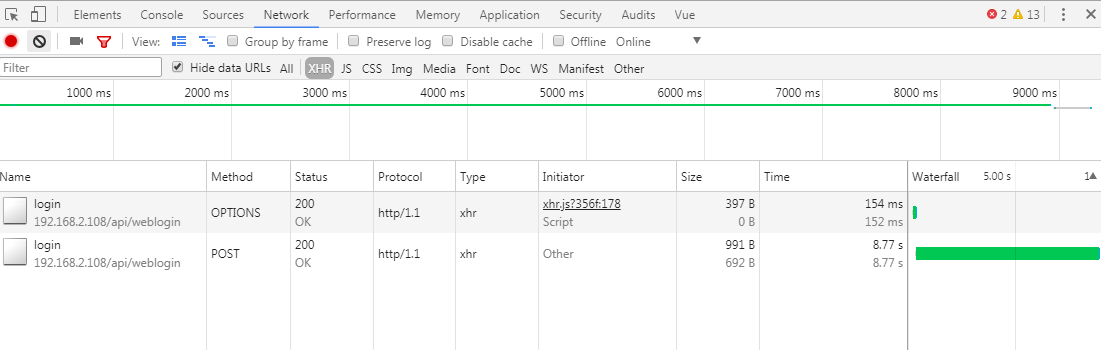 Elements Console Sources Network Performance Memory Application Security Audits Vue 2 13
View: Group by frame Preserve log Disable cache Offline Online
Filter Hide data URLs All XHR JS CSS Img Media Font Doc WS Manifest Other
1000 ms 2000 ms 3000 ms 4000 ms 5000 ms 6000 ms 7000 ms 8000 ms 9000 ms
Name Method Status Protocol Type Initiator Size Time Waterfall 5.00 s 1
login 200 xhr.js?356f:178 397 B 154 ms
OPTIONS http/1.1 xhr
192.168.2.108/api/weblogin OK Script 0 B 152 ms
login 200 991 B 8.77 s
POST http/1.1 xhr Other
192.168.2.108/api/weblogin OK 692 B 8.77 s